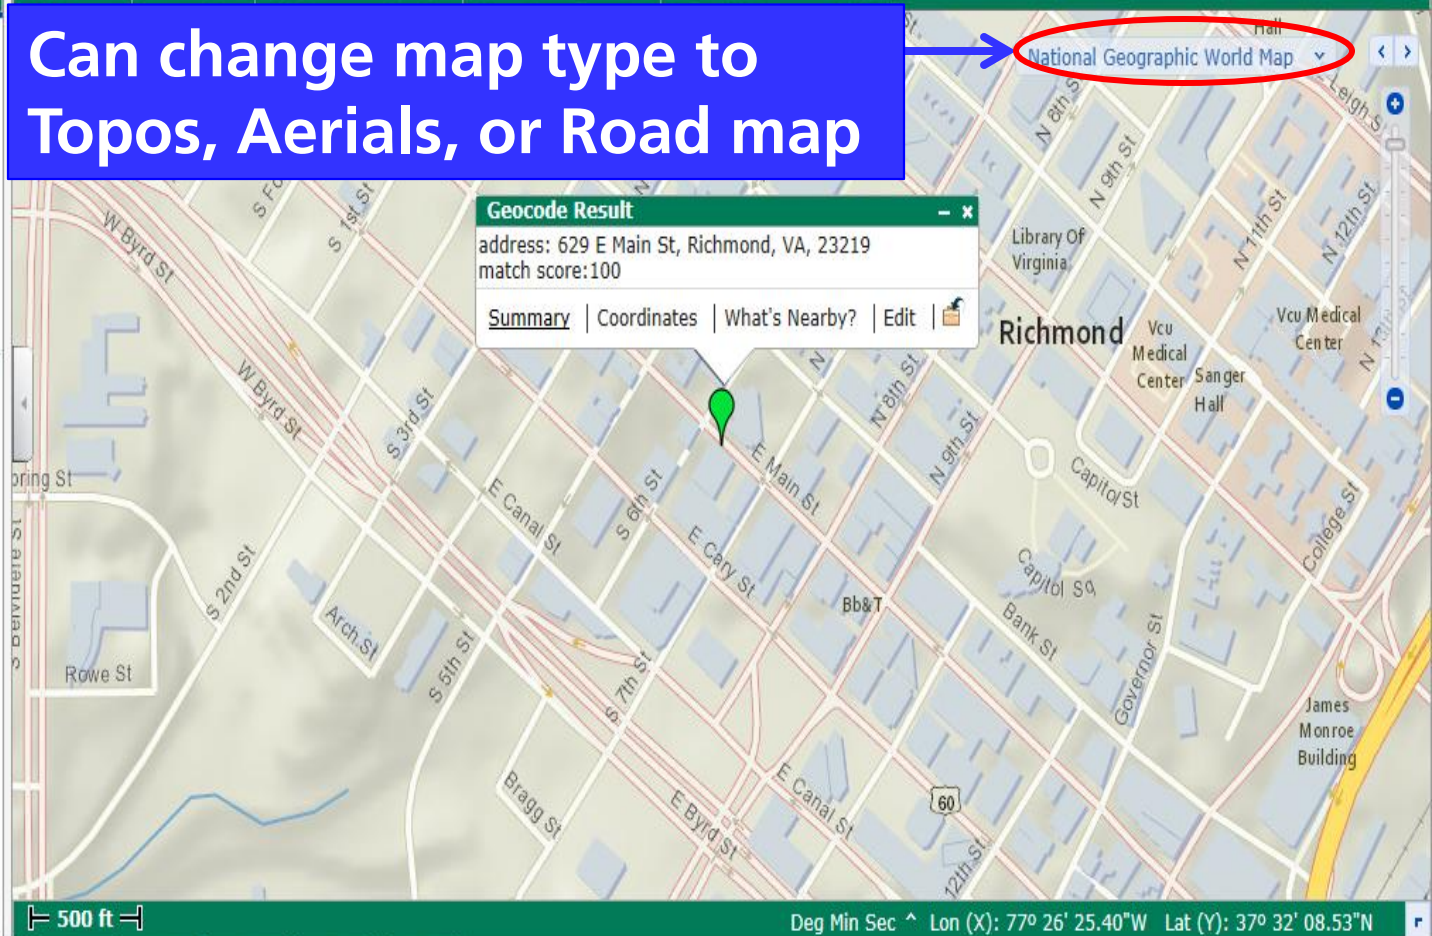 Can change map type to
Topos, Aerials, or Road map
St.
Hall
National Geographic World Map
Leigh S
N 8th S
N 9th St
N 11th St
N 12th St
N 13th St
S Fo
S 1st St
N
W Byrd St
Geocode Result
address: 629 E Main St, Richmond, VA, 23219
match score:100
Summary | Coordinates | What's Nearby? | Edit |
Library Of
Virginia
Richmond
Vcu
Medical
Center
Sanger
Hall
Vcu Medical
Center
W Byrd St
S 3rd St
N
N 8th St
N 9th St
E Main St
Capitol St
pring St
E Canal St
S 6th St
E Cary St
College St
S Belvidere St
S 2nd St
Arch St
Capitol Sq
Bb&T
Bank St
Rowe St
S 5th St
S 7th St
Governor St
James
Monroe
Building
Bragg St
E Byrd St
E Canal St
60
12th St
500 ft
Deg Min Sec ^ Lon (X): 77º 26' 25.40"W Lat (Y): 37º 32' 08.53"N